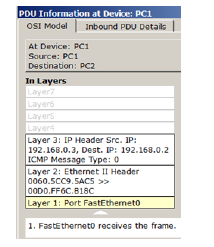 PDU Information at Device: PC1
OSI Model
Inbound PDU Details
At Device: PC1
Source: PC1
Destination: PC2
In Layers
Layer7
Layer6
Layer5
Layer4
Layer 3: IP Header Src. IP:
192.168.0.3, Dest. IP: 192.168.0.2
ICMP Message Type: 0
Layer 2: Ethernet II Header
0060.5CC9.5AC5 >>
00D0.FF6C.818C
Layer 1: Port FastEthernet0
1. FastEthernet0 receives the frame.